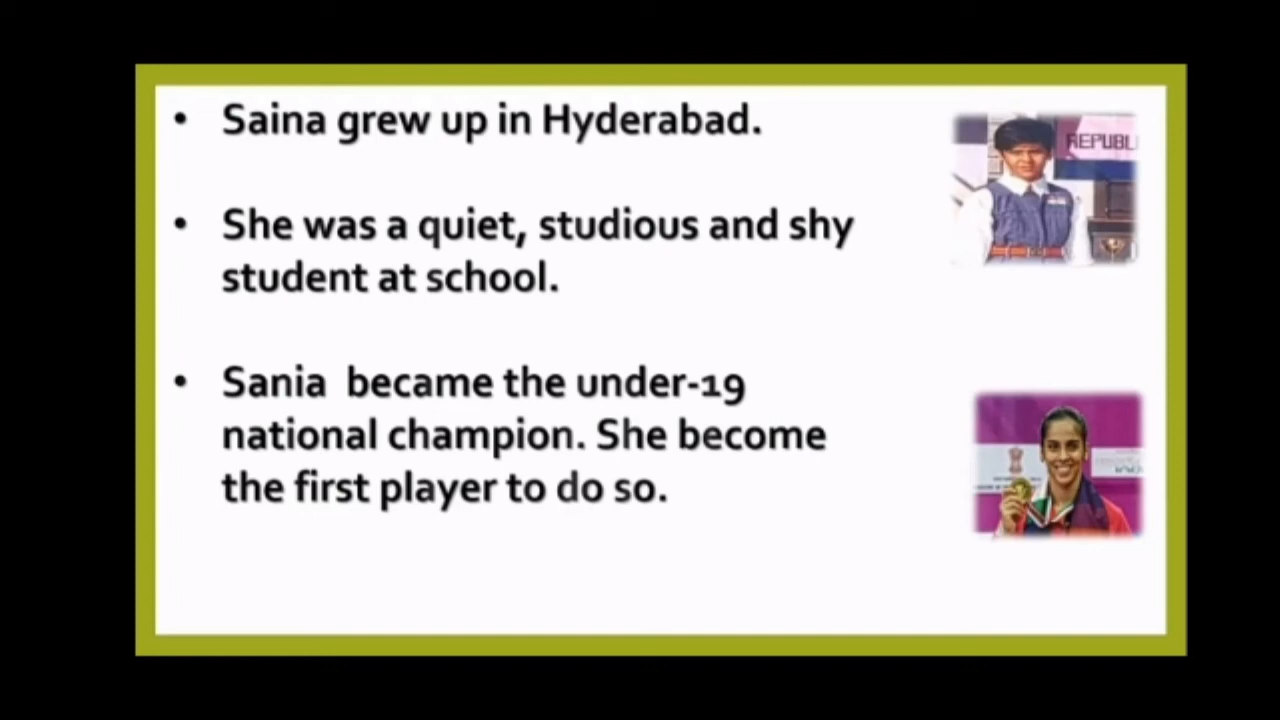 • Saina grew up in Hyderabad.
REPUBL
• She was a quiet, studious and shy
student at school.
• Sania became the under-19
national champion. She become
the first player to do so.